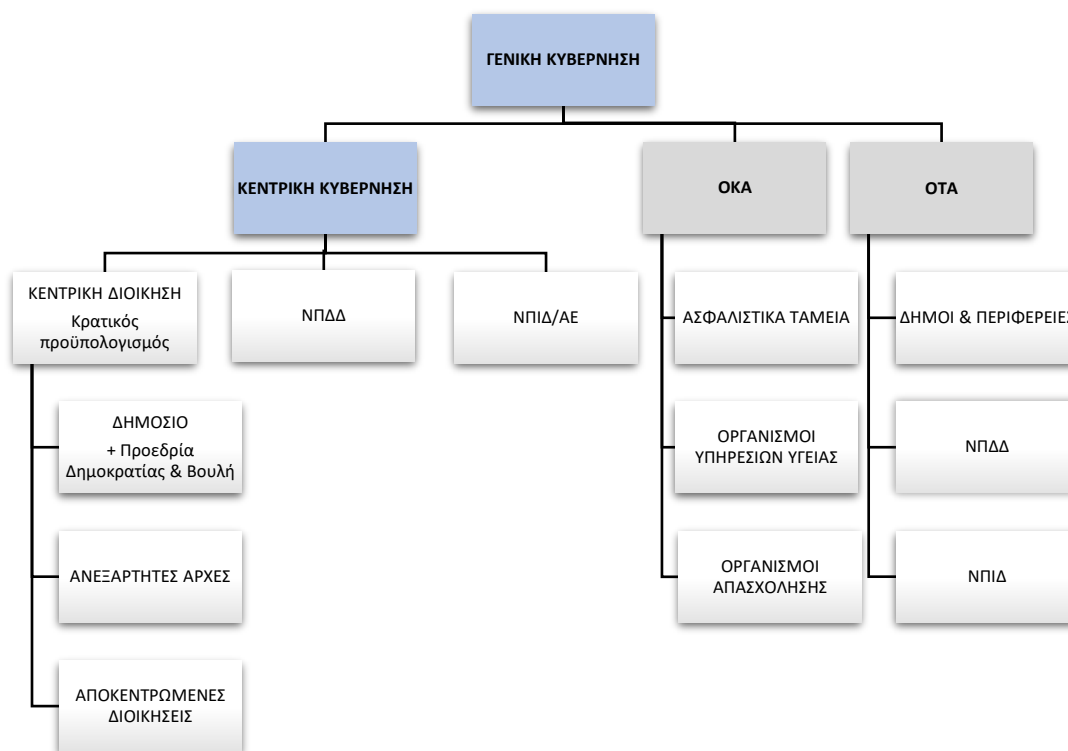 ΓΕΝΙΚΗ ΚΥΒΕΡΝΗΣΗ
ΚΕΝΤΡΙΚΗ ΚΥΒΕΡΝΗΣΗ
ΟΚΑ
ΟΤΑ
ΚΕΝΤΡΙΚΗ ΔΙΟΙΚΗΣΗ
Κρατικός
προϋπολογισμός
ΝΠΔΔ
ΝΠΙΔ/ΑΕ
ΑΣΦΑΛΙΣΤΙΚΑ ΤΑΜΕΙΑ
ΔΗΜΟΙ & ΠΕΡΙΦΕΡΕΙΕΣ
ΔΗΜΟΣΙΟ
+ Προεδρία
Δημοκρατίας & Βουλή
ΟΡΓΑΝΙΣΜΟΙ
ΥΠΗΡΕΣΙΩΝ ΥΓΕΙΑΣ
ΝΠΔΔ
ΑΝΕΞΑΡΤΗΤΕΣ ΑΡΧΕΣ
ΟΡΓΑΝΙΣΜΟΙ
ΑΠΑΣΧΟΛΗΣΗΣ
ΝΠΙΔ
ΑΠΟΚΕΝΤΡΩΜΕΝΕΣ
ΔΙΟΙΚΗΣΕΙΣ